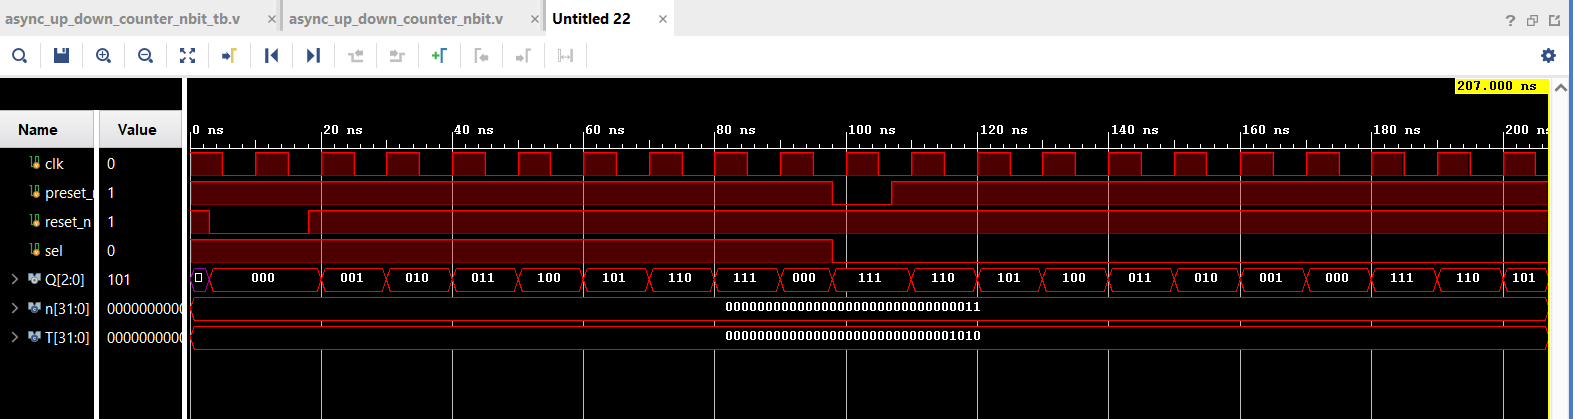 async_up_down_counter_nbit_tb.v × async_up_down_counter_nbit.v × Untitled 22 ×
?
207.000 ns
Name Value
0 ns 20 ns 40 ns 60 ns 80 ns 100 ns 120 ns 140 ns 160 ns 180 ns 200 ns
clk 0
preset_ 1
reset_n 1
sel 0
Q[2:0] 101 000 001 010 011 100 101 110 111 000 111 110 101 100 011 010 001 000 111 110 101
n[31:0] 0000000000 00000000000000000000000000000011
T[31:0] 0000000000 00000000000000000000000000001010